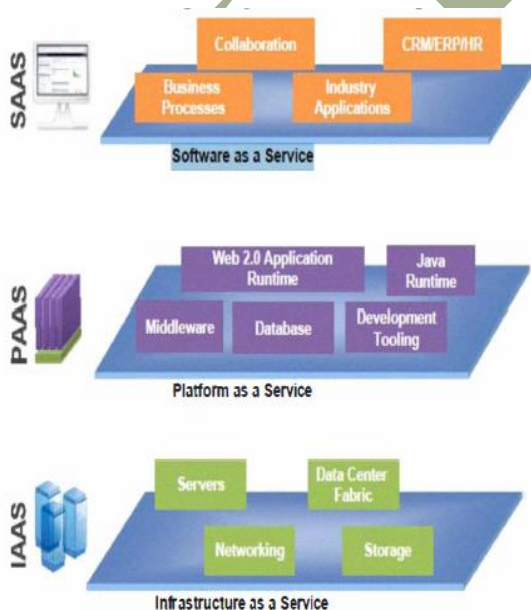 SAAS
Collaboration
CRM/ERP/HR
Business
Processes
Industry
Applications
Software as a Service
PAAS
Web 2.0 Application
Runtime
Java
Runtime
Middleware
Database
Development
Tooling
Platform as a Service
IAAS
Servers
Data Center
Fabric
Networking
Storage
Infrastructure as a Service